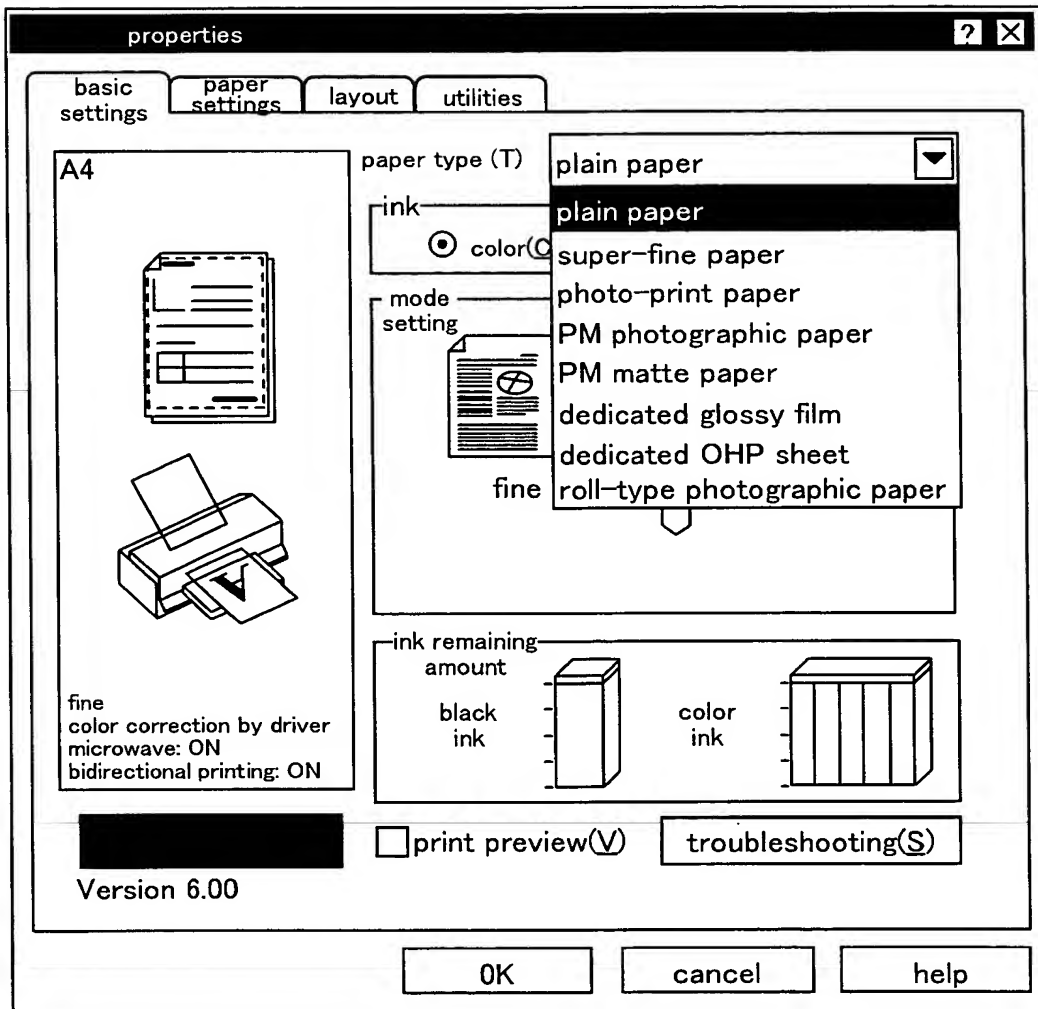 properties
?
basic
settings
paper
settings
layout
utilities
A4
fine
color correction by driver
microwave: ON
bidirectional printing: ON
Version 6.00
paper type (T)
plain paper
plain paper
super-fine paper
photo-print paper
PM photographic paper
PM matte paper
dedicated glossy film
dedicated OHP sheet
roll-type photographic paper
ink
color(C
mode
setting
fine
ink remaining
amount
black
ink
color
ink
print preview(V)
troubleshooting(S)
OK
cancel
help